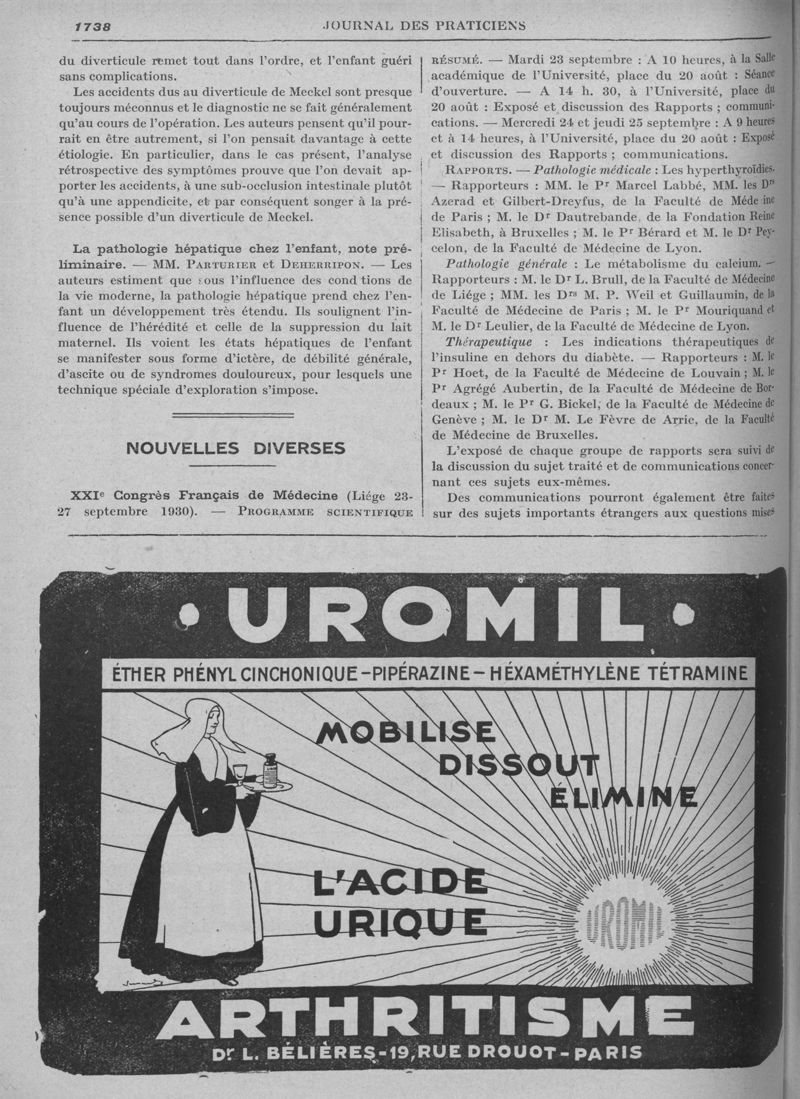 1738
JOURNAL DES PRATICIENS
du diverticule remet tout dans l'ordre, et l'enfant guéri
sans complications.
Les accidents dus au diverticule de Meckel sont presque
toujours méconnus et le diagnostic ne se fait généralement
qu'au cours de l'opération. Les auteurs pensent qu'il pour-
rait en être autrement, si l'on pensait davantage à cette
étiologie. En particulier, dans le cas présent, l'analyse
rétrospective des symptômes prouve que l'on devait ap-
porter les accidents, à une sub-occlusion intestinale plutôt
qu'à une appendicite, et par conséquent songer à la pré-
sence possible d'un diverticule de Meckel.
La pathologie hépatique chez l'enfant, note pré-
liminaire. — MM. PARTURIER et DEHERRIPON. — Les
auteurs estiment que sous l'influence des cond tions de
la vie moderne, la pathologie hépatique prend chez l'en-
fant un développement très étendu. Ils soulignent l'in-
fluence de l'hérédité et celle de la suppression du lait
maternel. Ils voient les états hépatiques de l'enfant
se manifester sous forme d'ictère, de débilité générale,
d'ascite ou de syndromes douloureux, pour lesquels une
technique spéciale d'exploration s'impose.
NOUVELLES DIVERSES
XXIe Congrès Français de Médecine (Liége 23-
27 septembre 1930). — PROGRAMME SCIENTIFIQUE
RÉSUMÉ. — Mardi 23 septembre : A 10 heures, à la Salle
académique de l'Université, place du 20 août : Séance
d'ouverture. — A 14 h. 30, à l'Université, place du
20 août : Exposé et discussion des Rapports ; communi-
cations. — Mercredi 24 et jeudi 25 septembre : A 9 heures
et à 14 heures, à l'Université, place du 20 août : Exposé
et discussion des Rapports ; communications.
RAPPORTS. — Pathologie médicale : Les hyperthyroïdies.
— Rapporteurs : MM. le Pr Marcel Labbé, MM. les Drs
Azerad et Gilbert-Dreyfus, de la Faculté de Méde ine
de Paris ; M. le Dr Dautrebande, de la Fondation Reine
Elisabeth, à Bruxelles ; M. le Pr Bérard et M. le Dr Pey-
celon, de la Faculté de Médecine de Lyon.
Pathologie générale : Le métabolisme du calcium. —
Rapporteurs : M. le Dr L. Brull, de la Faculté de Médecine
de Liége ; MM. les Drs M. P. Weil et Guillaumin, de la
Faculté de Médecine de Paris ; M. le Pr Mouriquand et
M. le Dr Leulier, de la Faculté de Médecine de Lyon.
Thérapeutique : Les indications thérapeutiques de
l'insuline en dehors du diabète. — Rapporteurs : M. le
Pr Hoet, de la Faculté de Médecine de Louvain ; M. le
Pr Agrégé Aubertin, de la Faculté de Médecine de Bor-
deaux ; M. le Pr G. Bickel, de la Faculté de Médecine de
Genève ; M. le Dr M. Le Fèvre de Arric, de la Faculté
de Médecine de Bruxelles.
L'exposé de chaque groupe de rapports sera suivi de
la discussion du sujet traité et de communications concer-
nant ces sujets eux-mêmes.
Des communications pourront également être faites
sur des sujets importants étrangers aux questions mises
• UROMIL •
ÉTHER PHÉNYL CINCHONIQUE – PIPÉRAZINE – HÉXAMÉTHYLÈNE TÉTRAMINE
MOBILISE
DISSOUT
ÉLIMINE
L'ACIDE
URIQUE
UROMIL
ARTHRITISME
Dr. L. BÉLIÈRES - 19, RUE DROUOT - PARIS